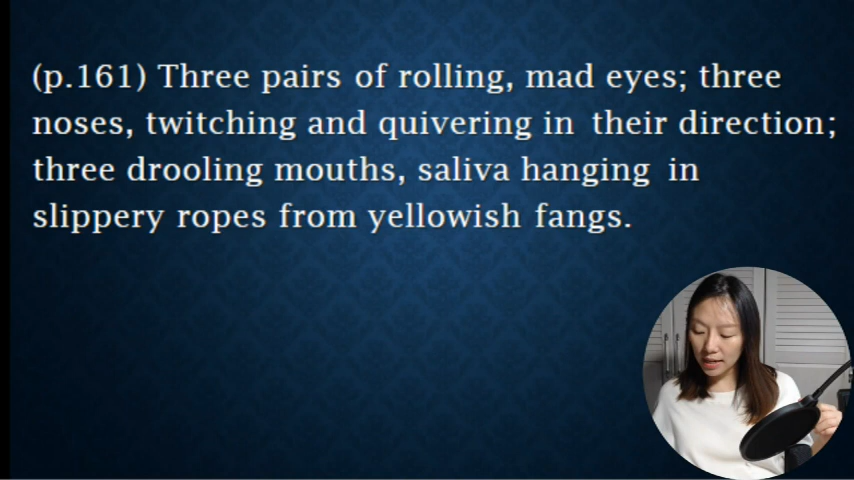 (p.161) Three pairs of rolling, mad eyes; three
noses, twitching and quivering in their direction;
three drooling mouths, saliva hanging in
slippery ropes from yellowish fangs.